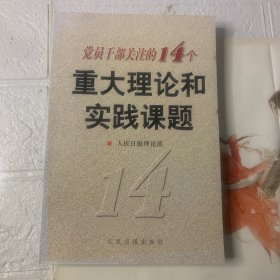 党员干部关注的14个
重大理论和
实践课题
人民日报理论部
14
人民日报出版社